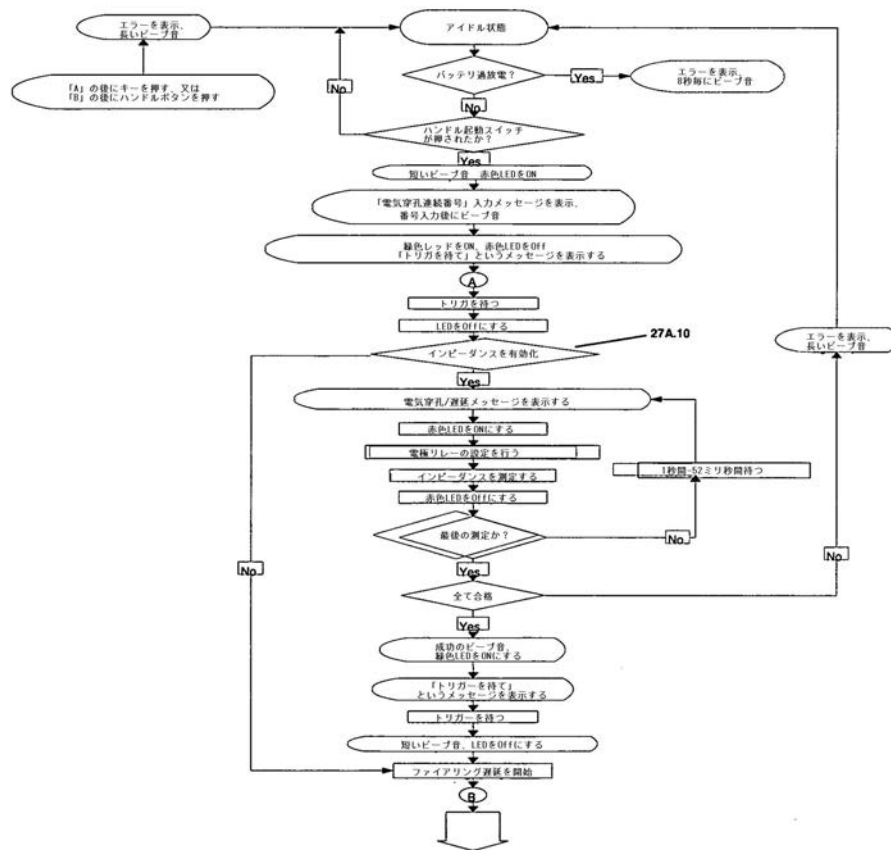 エラーを表示、
長いビープ音
アイドル状態
「A」の後にキーを押す、又は
「B」の後にハンドルボタンを押す
バッテリ過放電？
Yes
エラーを表示、
8秒毎にビープ音
No
No
ハンドル起動スイッチ
が押されたか？
Yes
短いビープ音 赤色LEDをON
「電気穿孔連続番号」入力メッセージを表示、
番号入力後にビープ音
緑色レッドをON、赤色LEDをOff
「トリガを待て」というメッセージを表示する
A
トリガを待つ
LEDをOffにする
27A.10
インピーダンスを有効化
エラーを表示、
長いビープ音
Yes
電気穿孔/遅延メッセージを表示する
赤色LEDをONにする
電極リレーの設定を行う
1秒間-52ミリ秒間待つ
インピーダンスを測定する
赤色LEDをOffにする
最後の測定か？
No
No
No
Yes
全て合格
Yes
成功のビープ音、
緑色LEDをONにする
「トリガーを待て」
というメッセージを表示する
トリガーを待つ
短いビープ音、LEDをOffにする
ファイアリング遅延を開始
B